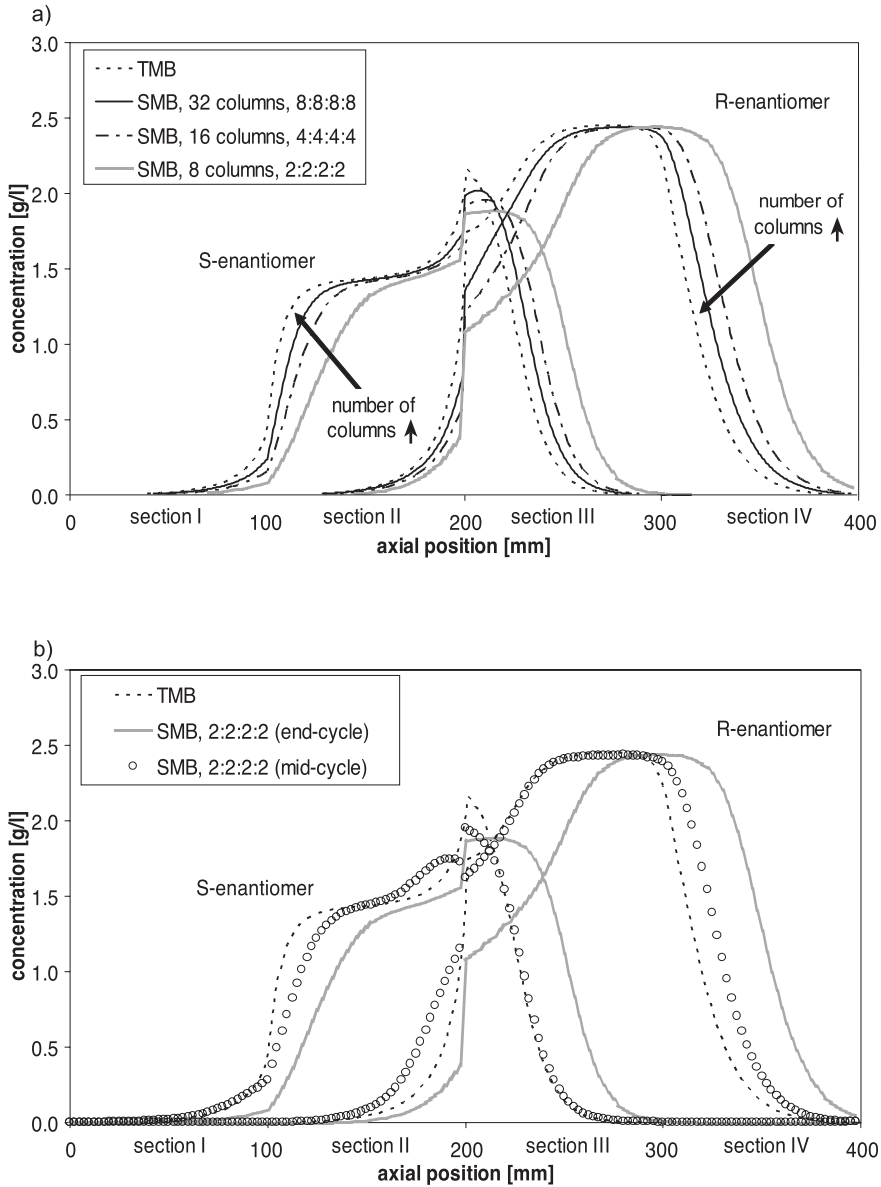 a)
3.0
2.5
2.0
1.5
1.0
0.5
0.0
concentration [g/l]
TMB
SMB, 32 columns, 8:8:8:8
SMB, 16 columns, 4:4:4:4
SMB, 8 columns, 2:2:2:2
R-enantiomer
number of
columns
S-enantiomer
number of
columns
0
section I
100
section II
200
section III
300
section IV
400
axial position [mm]
b)
3.0
2.5
2.0
1.5
1.0
0.5
0.0
concentration [g/l]
TMB
SMB, 2:2:2:2 (end-cycle)
SMB, 2:2:2:2 (mid-cycle)
R-enantiomer
S-enantiomer
0
section I
100
section II
200
section III
300
section IV
400
axial position [mm]